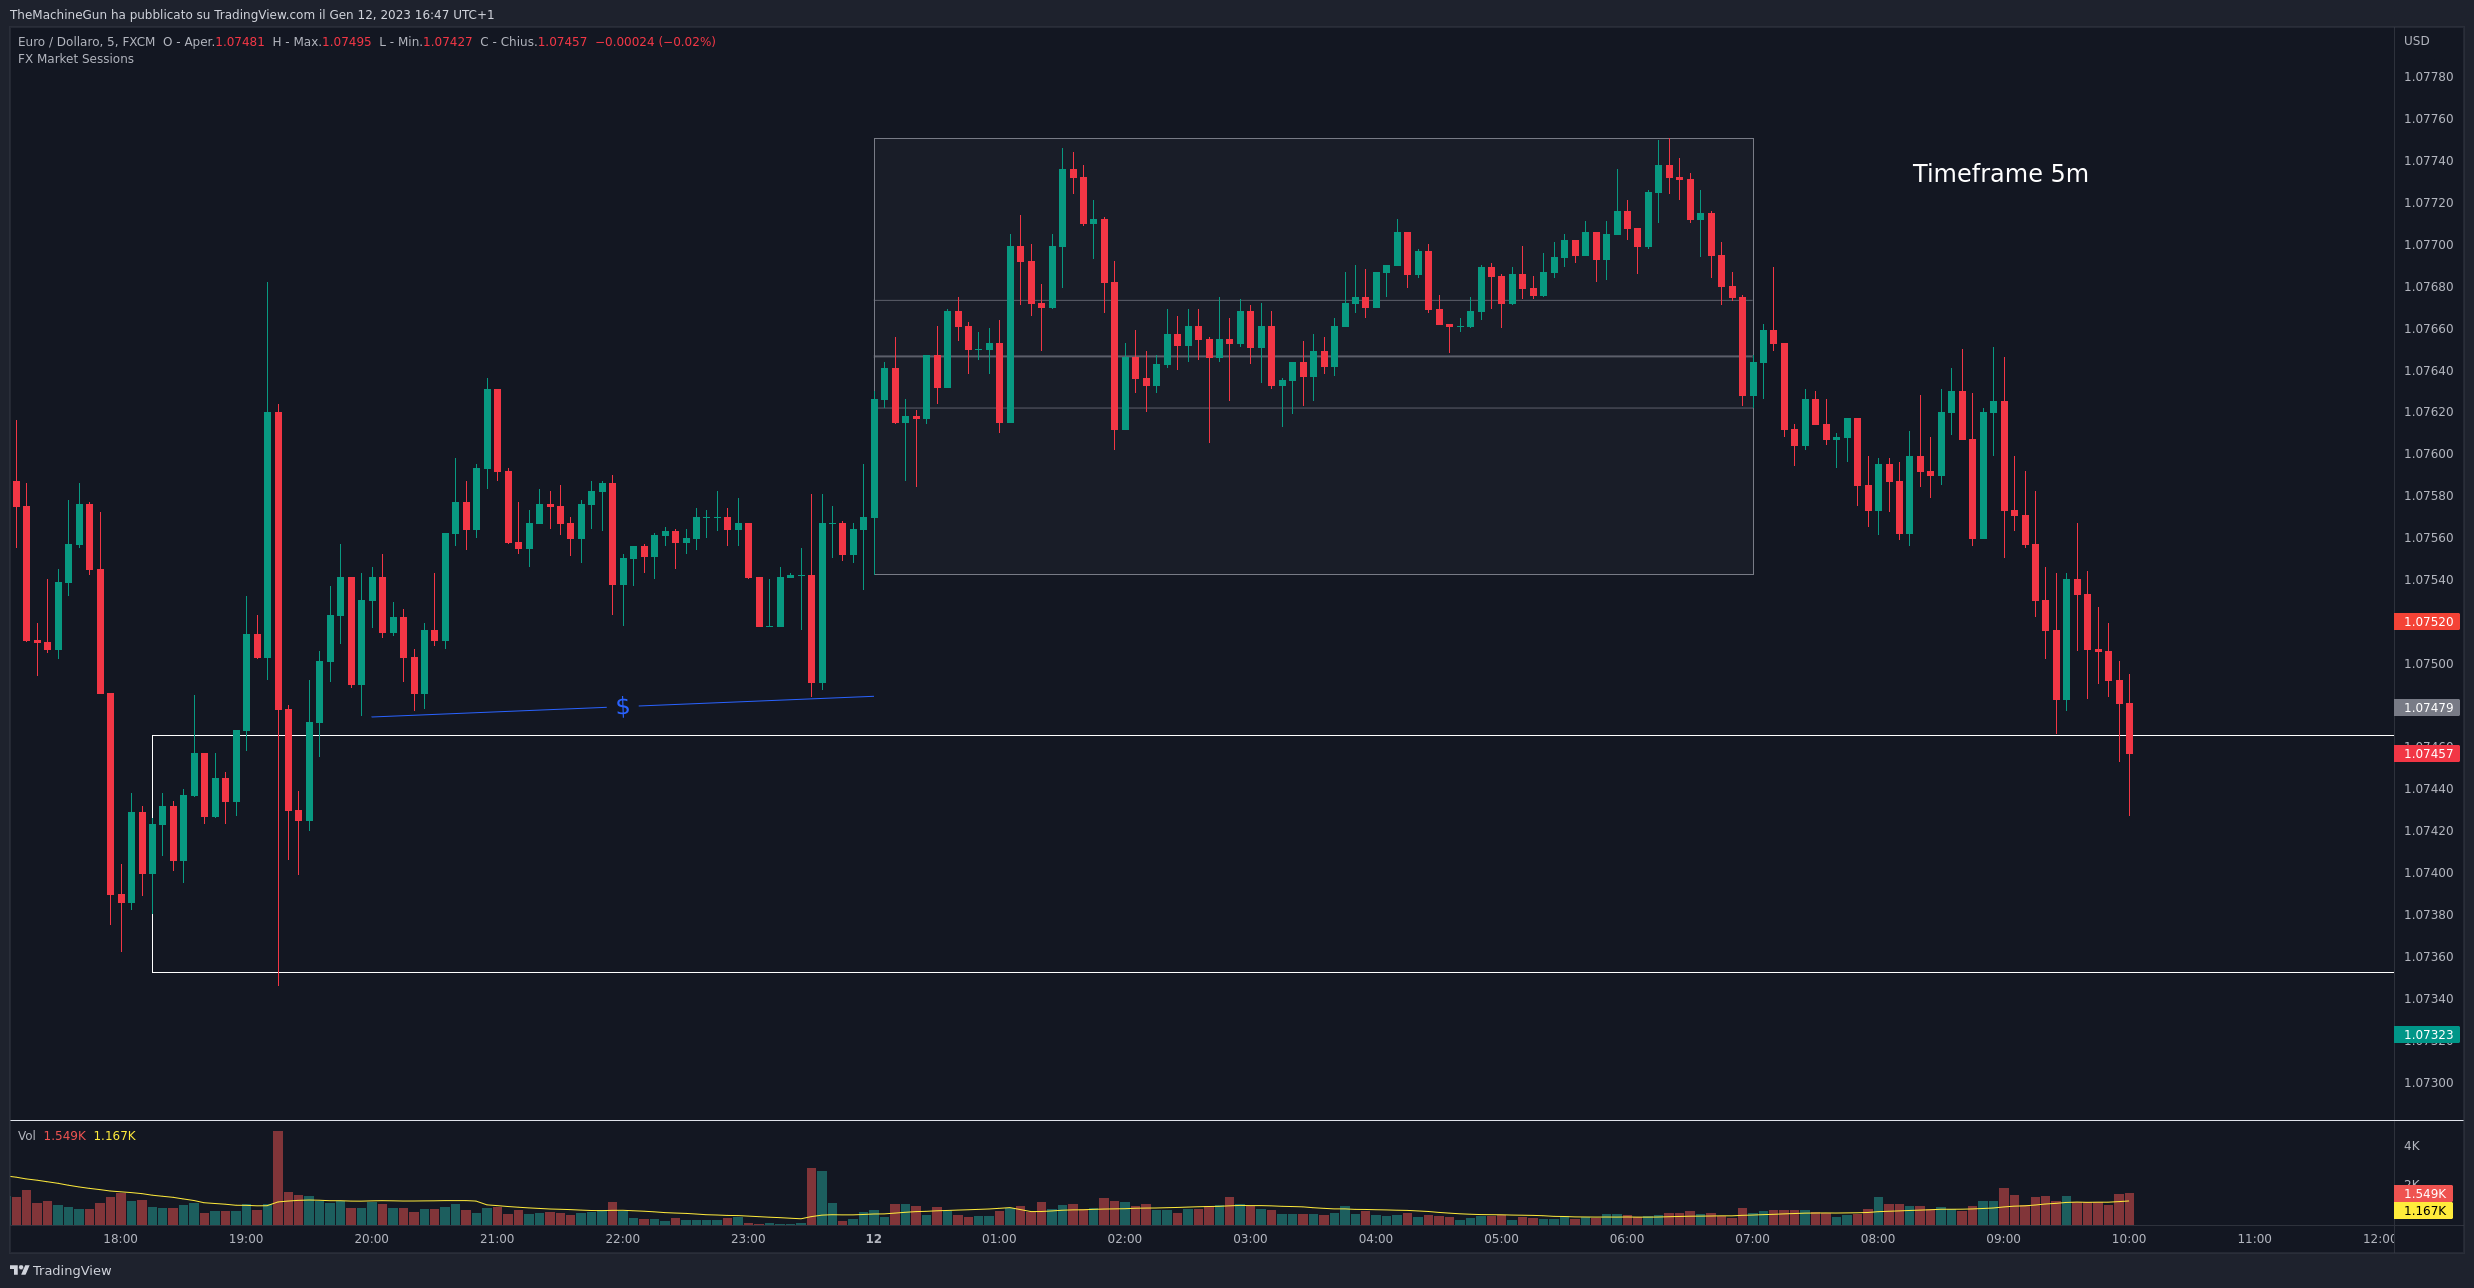 TheMachineGun ha pubblicato su TradingView.com il Gen 12, 2023 16:47 UTC+1
Euro / Dollaro, 5, FXCM O - Aper.1.07481 H - Max.1.07495 L - Min.1.07427 C - Chius.1.07457 −0.00024 (−0.02%)
FX Market Sessions
USD
1.07780
1.07760
1.07740
Timeframe 5m
1.07720
1.07700
1.07680
1.07660
1.07640
1.07620
1.07600
1.07580
1.07560
1.07540
1.07520
1.07500
$
1.07479
1.07457
1.07440
1.07420
1.07400
1.07380
1.07360
1.07340
1.07323
1.07300
Vol 1.549K 1.167K
4K
1.549K
1.167K
18:00 19:00 20:00 21:00 22:00 23:00 12 01:00 02:00 03:00 04:00 05:00 06:00 07:00 08:00 09:00 10:00 11:00 12:00
TradingView